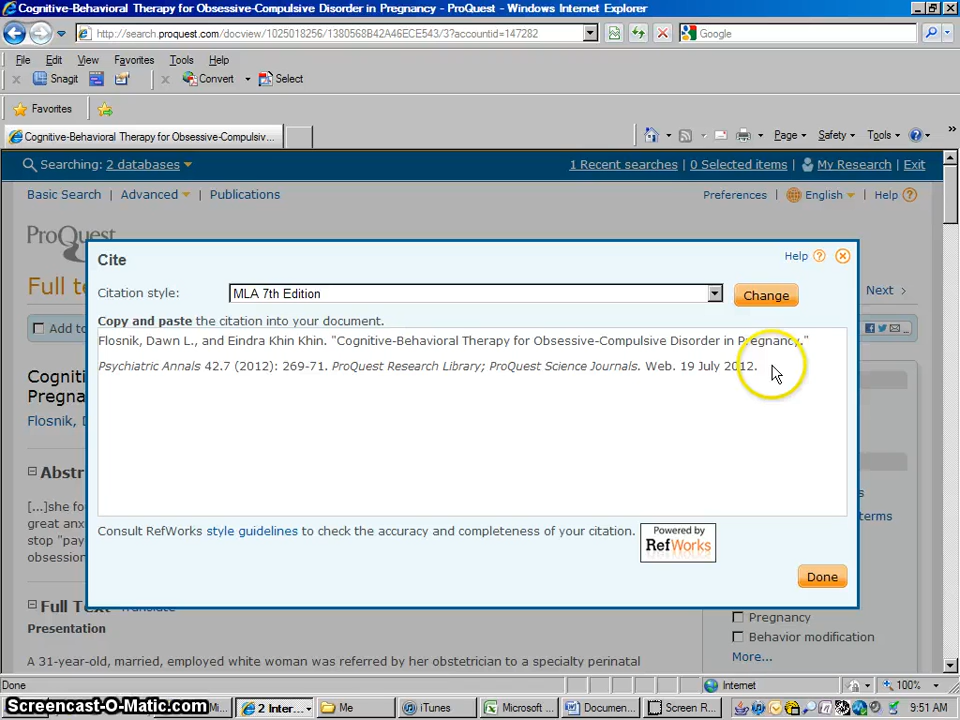 Cognitive-Behavioral Therapy for Obsessive-Compulsive Disorder in Pregnancy - ProQuest - Windows Internet Explorer
http://search.proquest.com/docview/1025018256/1380568B42A46ECE543/3?accountid=147282
Google
File Edit View Favorites Tools Help
Snagit Convert Select
Favorites
Cognitive-Behavioral Therapy for Obsessive-Compulsiv...
Page Safety Tools
Searching: 2 databases 1 Recent searches | 0 Selected items My Research | Exit
Basic Search | Advanced | Publications Preferences | English | Help
ProQuest
Full t
Next >
Add to
Cite
Help
Citation style: MLA 7th Edition Change
Copy and paste the citation into your document.
Flosnik, Dawn L., and Eindra Khin Khin. "Cognitive-Behavioral Therapy for Obsessive-Compulsive Disorder in Pregnancy."
Psychiatric Annals 42.7 (2012): 269-71. ProQuest Research Library; ProQuest Science Journals. Web. 19 July 2012.
Consult RefWorks style guidelines to check the accuracy and completeness of your citation.
Powered by
RefWorks
Done
Cogniti
Pregna
Flosnik,
Abstr
[...]she fo
great anx
stop "pay
obsession
s
terms
Full Text Translate
Presentation
A 31-year-old, married, employed white woman was referred by her obstetrician to a specialty perinatal
Pregnancy
Behavior modification
More...
Done Internet 100%
Screencast-O-Matic.com
2 Inter... Me iTunes Microsoft ... Documen... Screen R... 9:51 AM